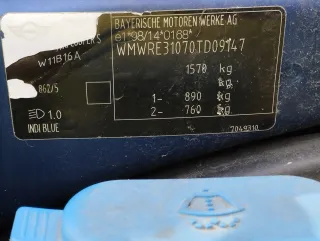 BAYERISCHE MOTOREN WERKE AG
e1*98/14*0168*
WMWRE31070TD09147
W11B16A
1570 kg
kg
862/5
1- 890 kg
2- 760 kg
1.0
INDI BLUE
7049310